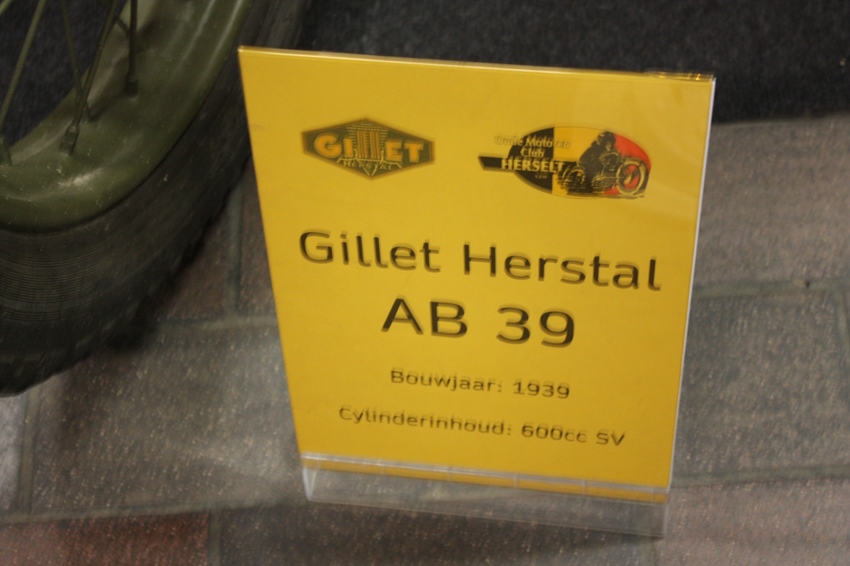 GILLET
HERSTAL
Oude Motoren
Club
HERSELT
Gillet Herstal
AB 39
Bouwjaar: 1939
Cylinderinhoud: 600cc SV